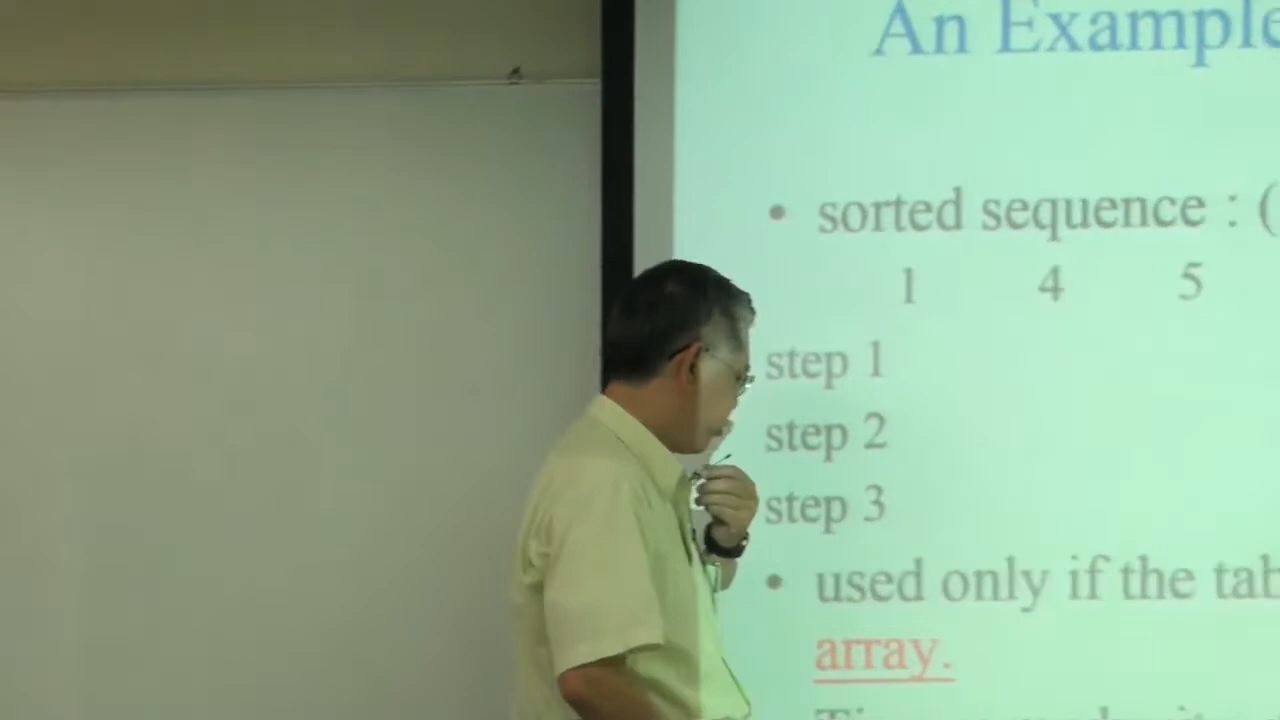 An Example
• sorted sequence : (
1 4 5
step 1
step 2
step 3
• used only if the tab
array.